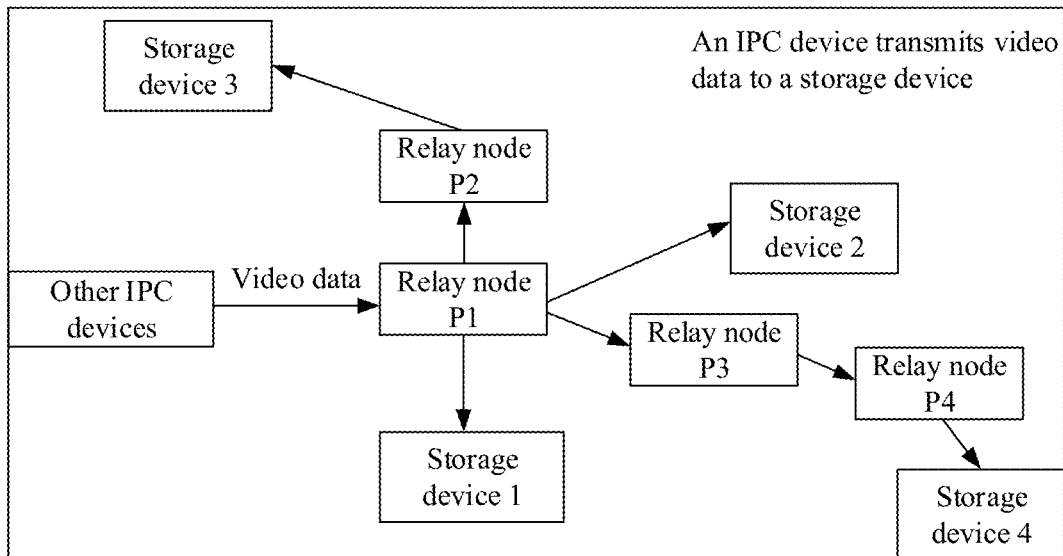 Storage
device 3
An IPC device transmits video
data to a storage device
Relay node
P2
Storage
device 2
Other IPC
devices
Video data
Relay node
P1
Relay node
P3
Relay node
P4
Storage
device 1
Storage
device 4